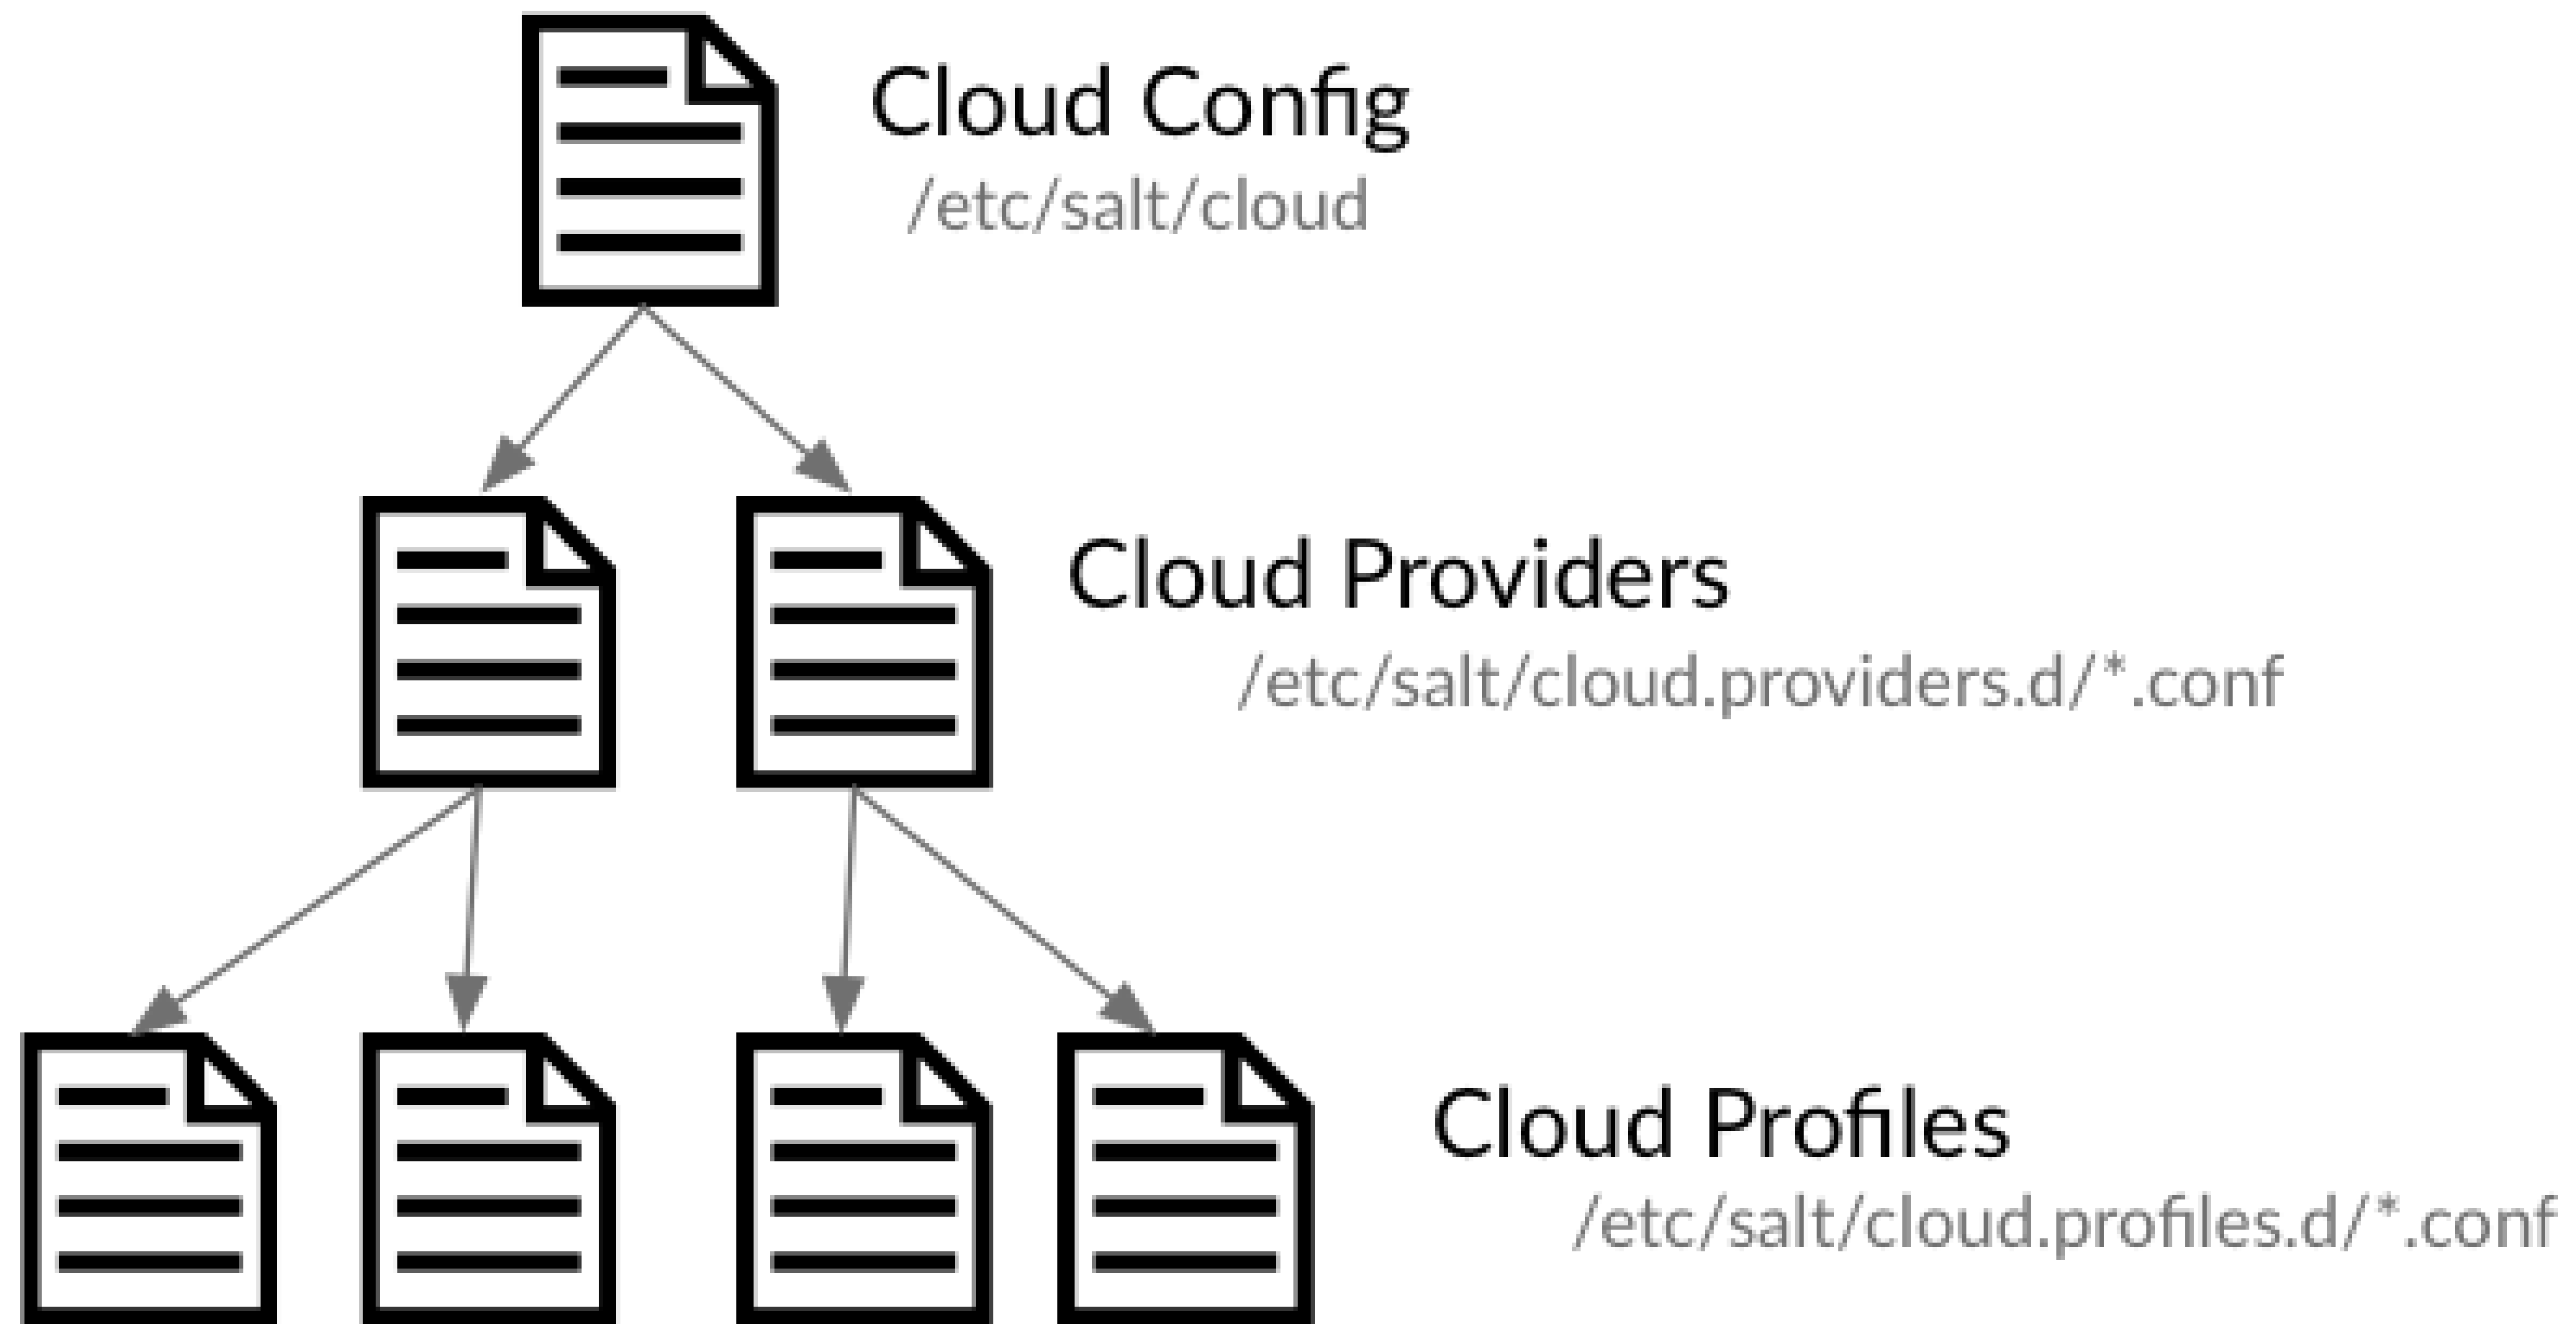 Cloud Config
/etc/salt/cloud
Cloud Providers
/etc/salt/cloud.providers.d/*.conf
Cloud Profiles
/etc/salt/cloud.profiles.d/*.conf